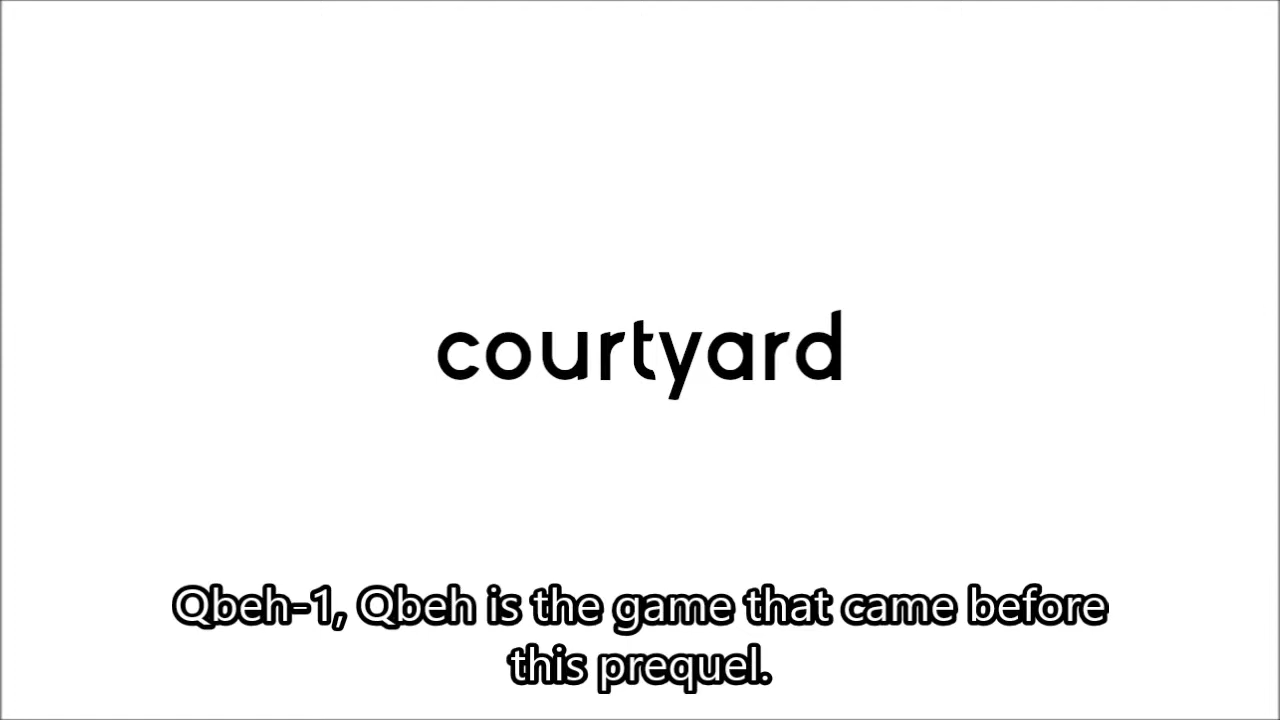 courtyard
Qbeh-1, Qbeh is the game that came before
this prequel.